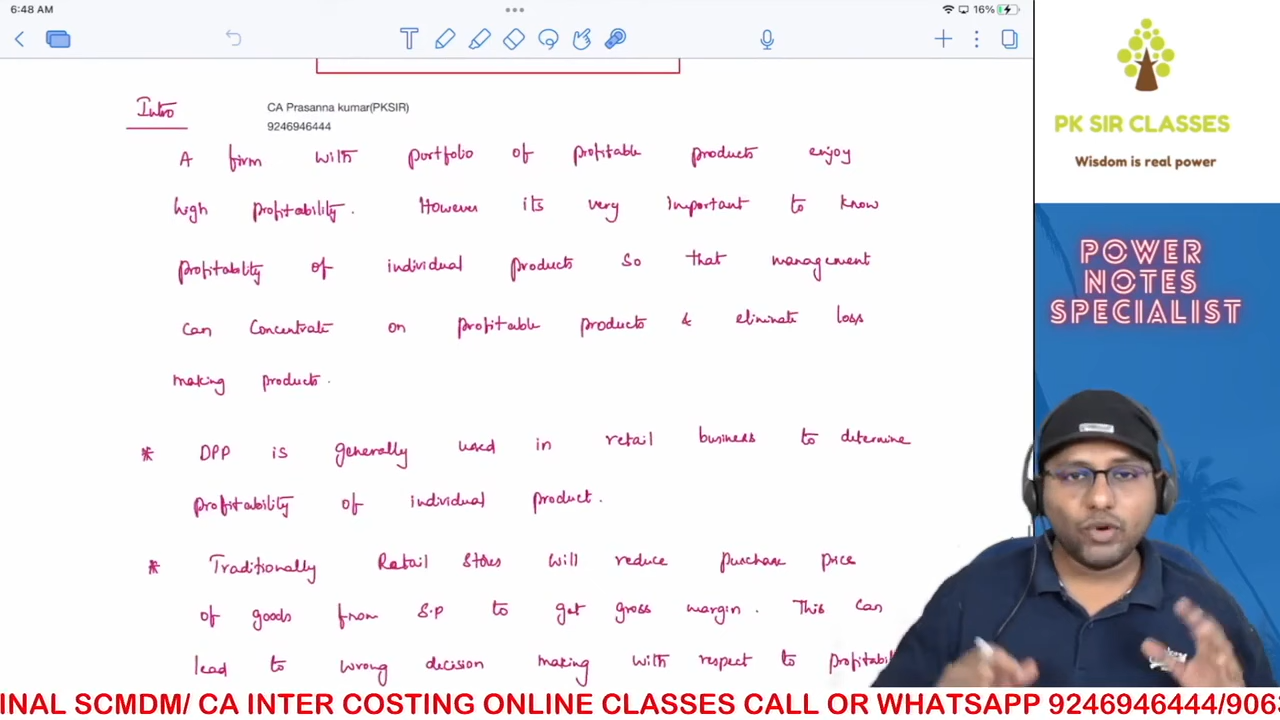 6:48 AM
16%
Intro
CA Prasanna kumar(PKSIR)
9246946444
A firm with portfolio of profitable products enjoy
high profitability. However its very important to know
profitability of individual products so that management
can concentrate on profitable products & eliminate loss
making products.
* DPP is generally used in retail business to determine
profitability of individual product.
* Traditionally Retail Stores will reduce purchase price
of goods from S.P to get gross margin. This can
lead to wrong decision making with respect to profitabil
PK SIR CLASSES
Wisdom is real power
POWER
NOTES
SPECIALIST
INAL SCMDM/ CA INTER COSTING ONLINE CLASSES CALL OR WHATSAPP 9246946444/9063